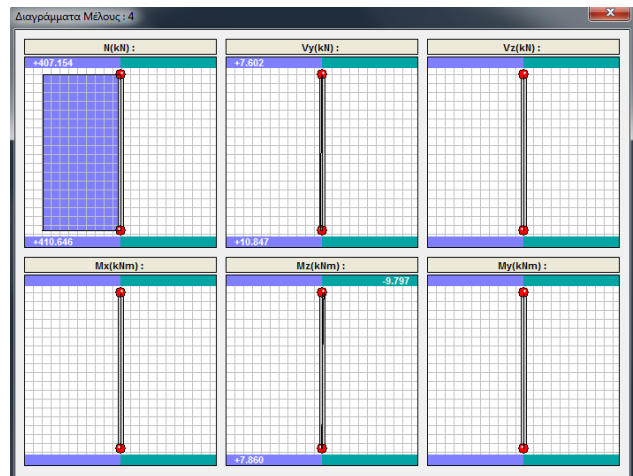 Διαγράμματα Μέλους : 4
N(kN) :
Vy(kN) :
Vz(kN) :
+407.154
+7.602
+410.646
+10.847
Mx(kNm) :
Mz(kNm) :
My(kNm) :
-9.797
+7.860